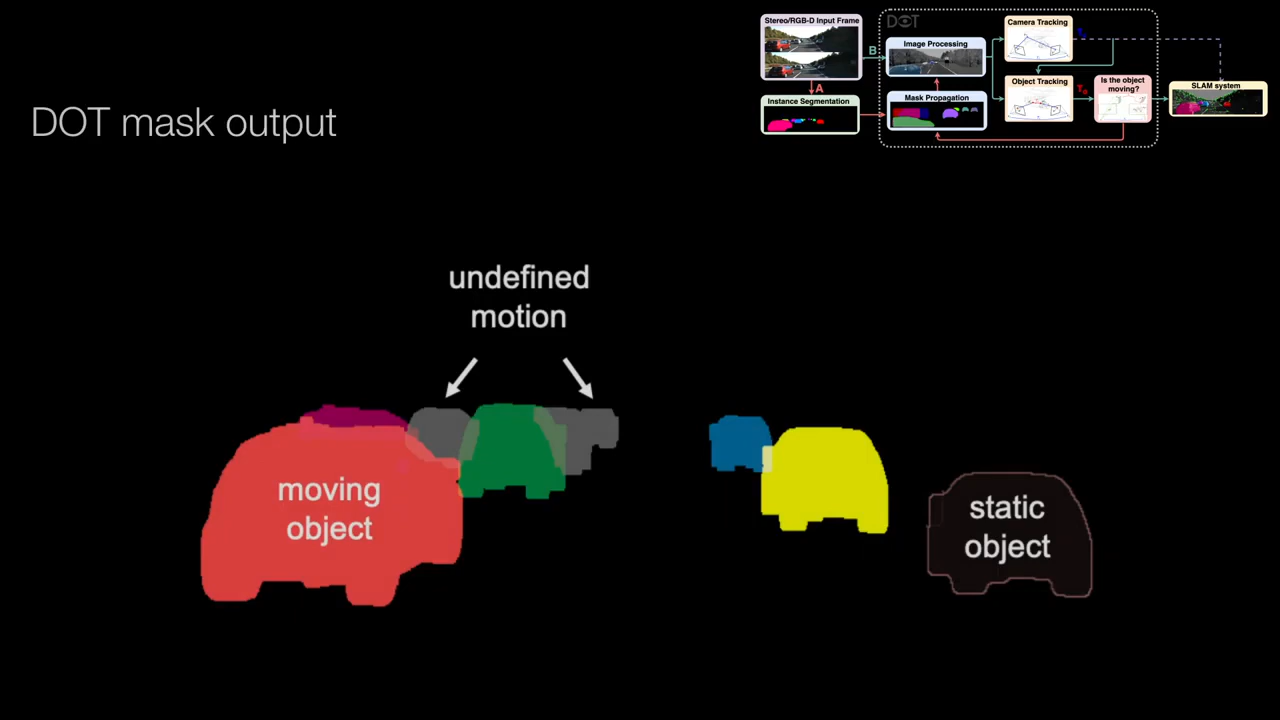 Stereo/RGB-D Input Frame
DOT
Camera Tracking
B
Image Processing
A
Object Tracking
Is the object
moving?
SLAM system
Instance Segmentation
Mask Propagation
DOT mask output
undefined
motion
moving
object
static
object